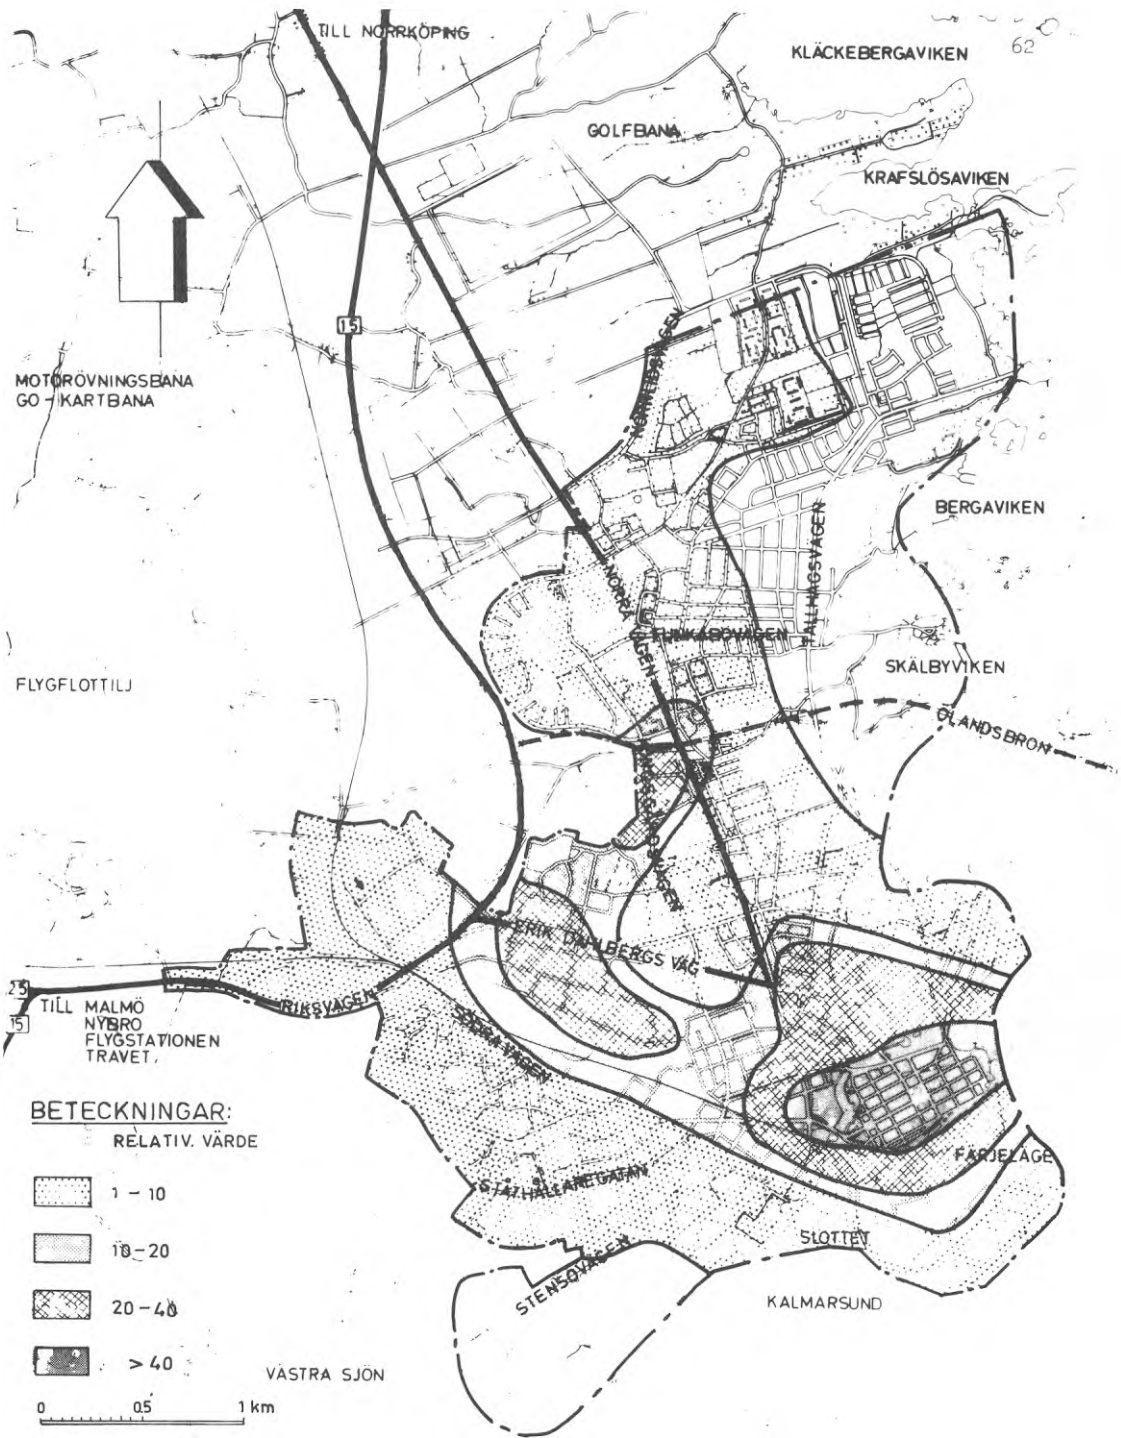 TILL NORRKÖPING
62
KLÄCKEBERGAVIKEN
GOLFBANA
KRAFSLÖSAVIKEN
15
MOTORÖVNINGSBANA
GO-KARTBANA
BERGAVIKEN
TALLHAGSVÄGEN
NORRA VÄGEN
FUNKABOVÄGEN
SKÄLBYVIKEN
FLYGFLOTTILJ
ÖLANDSBRON
ERIK DAHLBERGS VÄG
25
15
TILL MALMÖ
NYBRO
FLYGSTATIONEN
TRAVET.
RIKSVÄGEN
SÖDRA VÄGEN
BETECKNINGAR:
RELATIV. VÄRDE
1-10
10-20
20-40
>40
FÄRJELÄGE
STÅTHÅLLAREGATAN
SLOTTET
STENSÖVÄGEN
KALMARSUND
VÄSTRA SJÖN
0 0.5 1 km